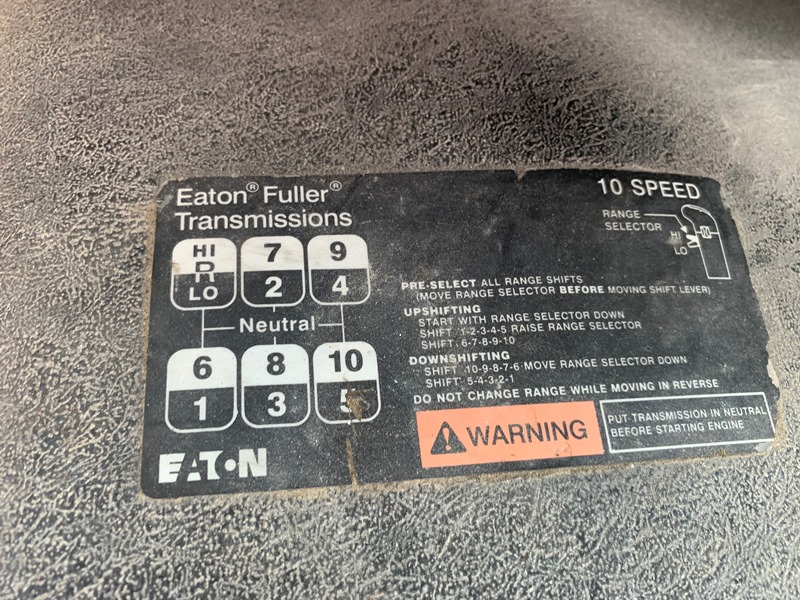 Eaton® Fuller®
Transmissions
10 SPEED
RANGE
SELECTOR
HI
LO
HI
R
LO
7
2
9
4
Neutral
6
1
8
3
10
5
PRE-SELECT ALL RANGE SHIFTS
(MOVE RANGE SELECTOR BEFORE MOVING SHIFT LEVER)
UPSHIFTING
START WITH RANGE SELECTOR DOWN
SHIFT 1-2-3-4-5 RAISE RANGE SELECTOR
SHIFT 6-7-8-9-10
DOWNSHIFTING
SHIFT 10-9-8-7-6 MOVE RANGE SELECTOR DOWN
SHIFT 5-4-3-2-1
DO NOT CHANGE RANGE WHILE MOVING IN REVERSE
WARNING
PUT TRANSMISSION IN NEUTRAL
BEFORE STARTING ENGINE
EATON